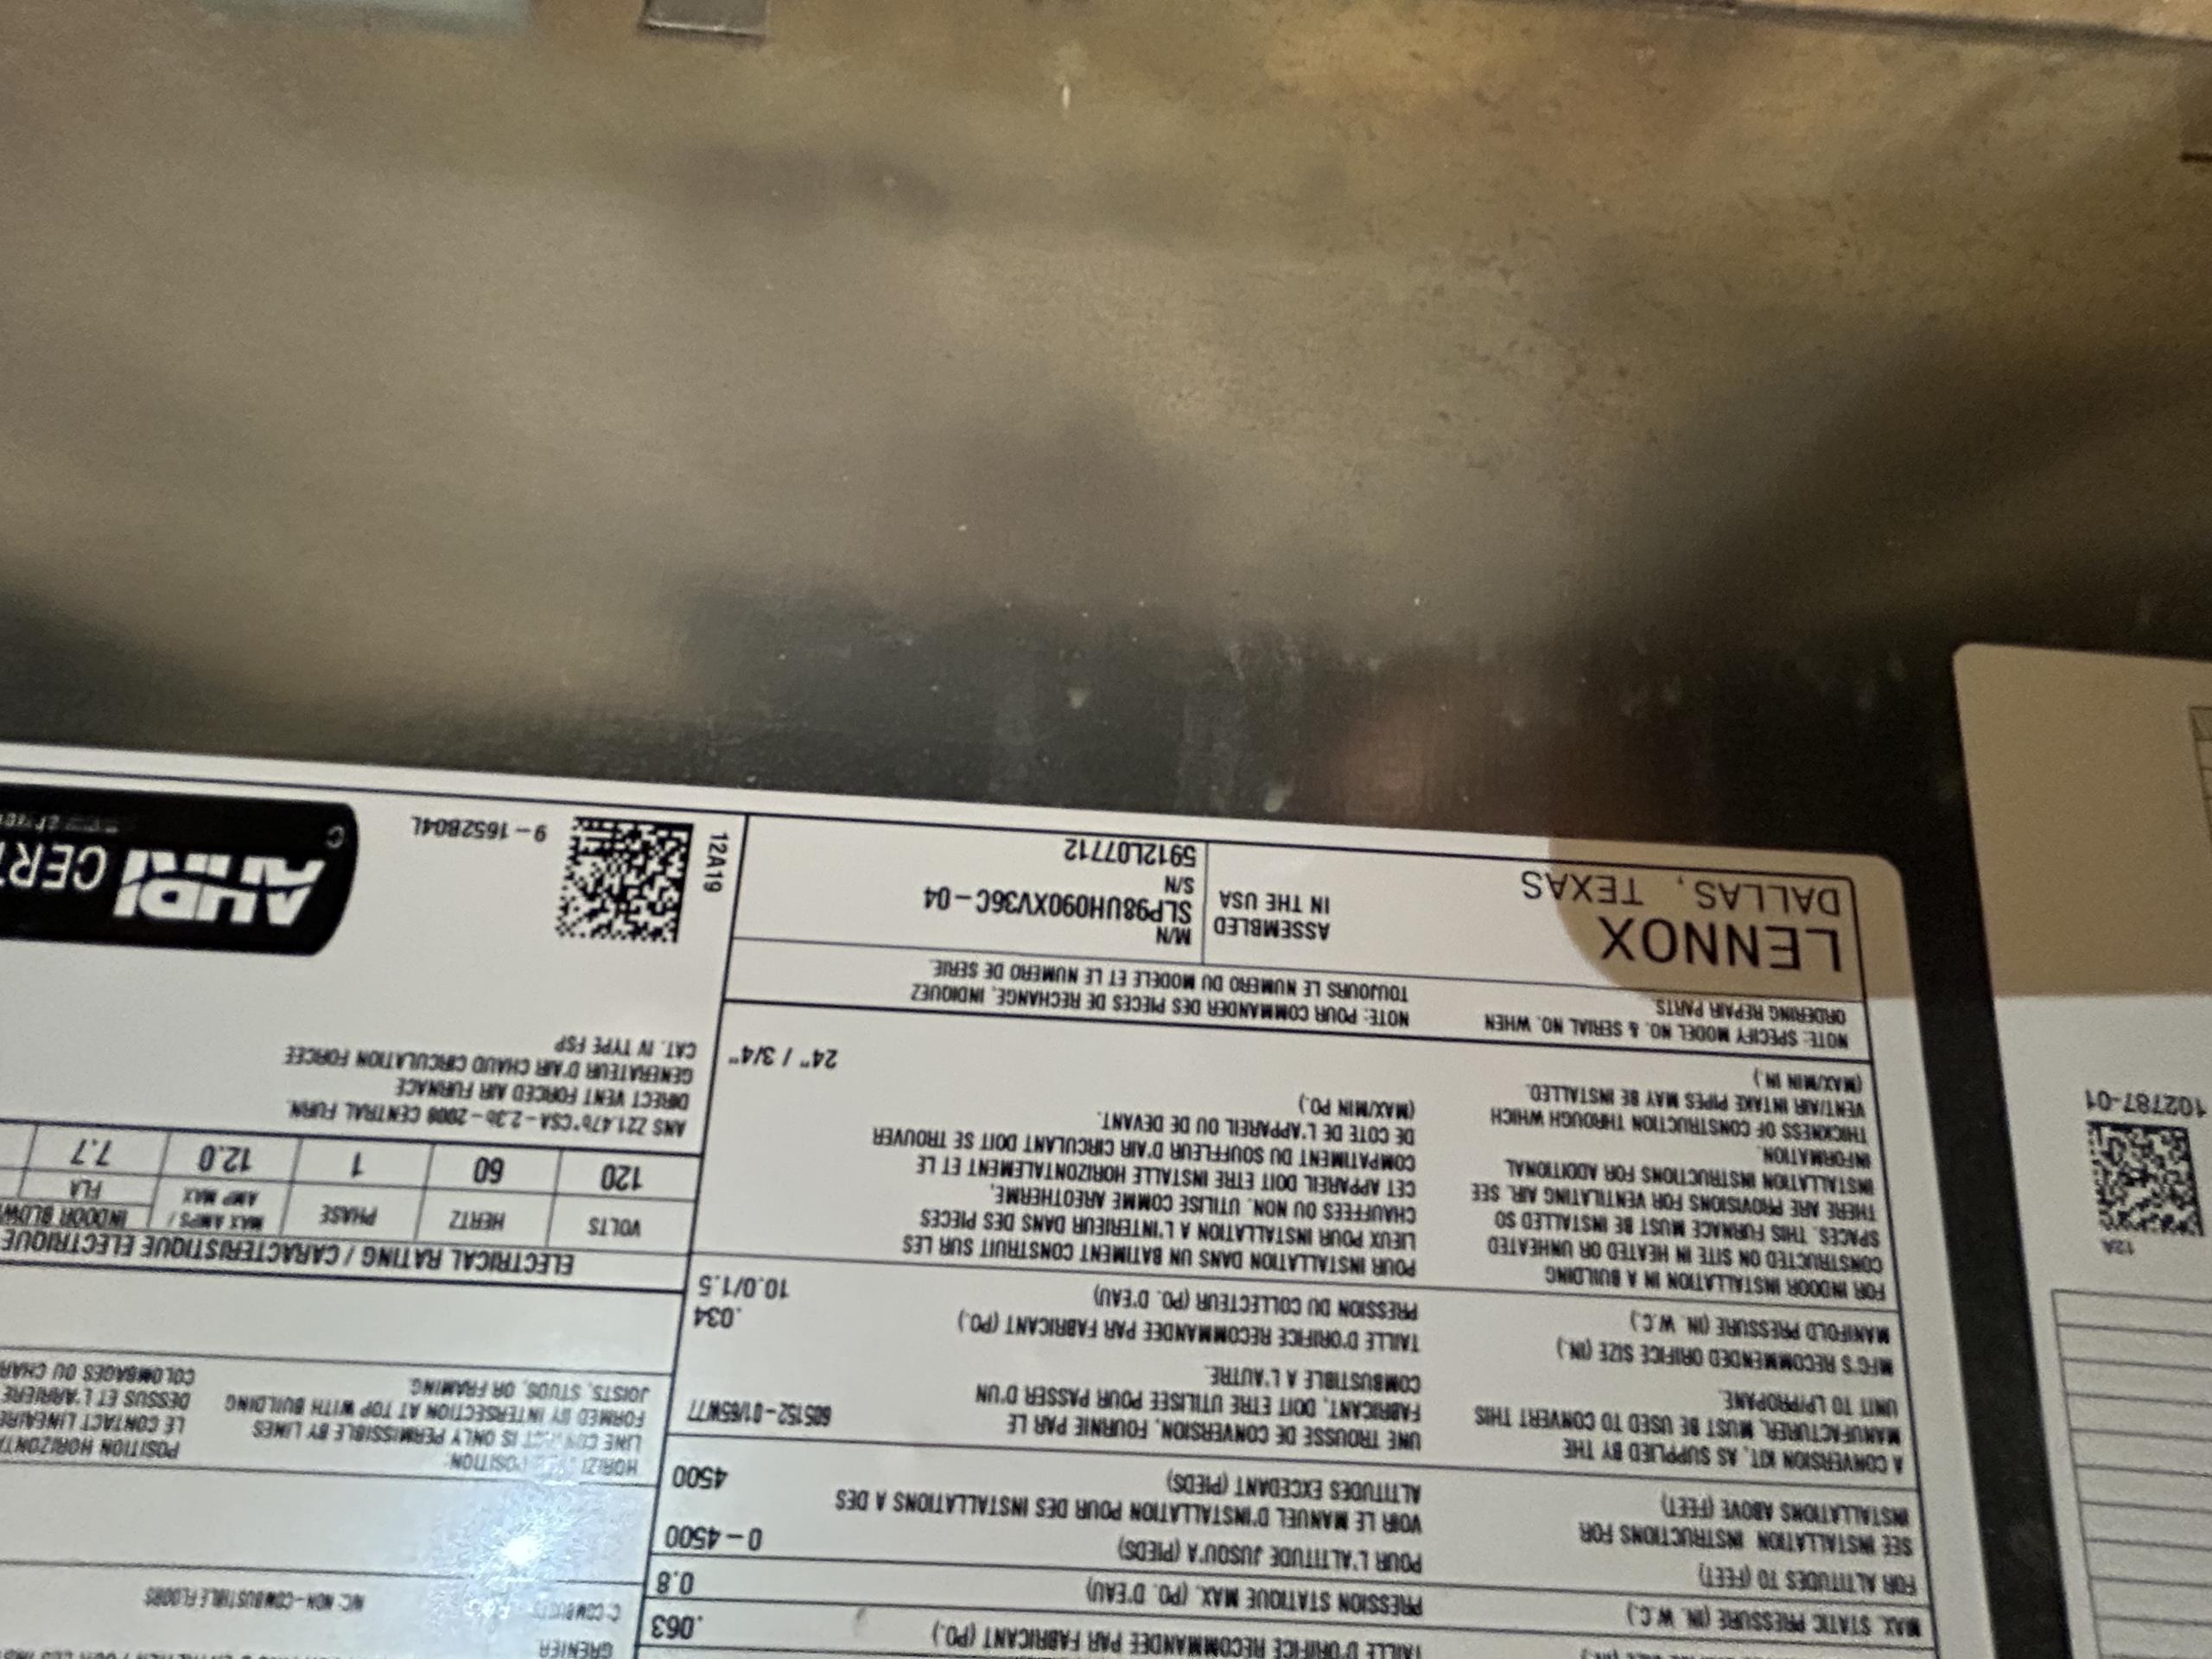 TAILLE D'ORIFICE RECOMMANDEE PAR FABRICANT (PO.)
.063
MAX. STATIC PRESSURE (IN. W.C.)
PRESSION STATIQUE MAX. (PO. D'EAU)
0.8
FOR ALTITUDES TO (FEET)
POUR L'ALTITUDE JUSQU'A (PIEDS)
0-4500
SEE INSTALLATION INSTRUCTIONS FOR
INSTALLATIONS ABOVE (FEET)
VOIR LE MANUEL D'INSTALLATION POUR DES INSTALLATIONS A DES
ALTITUDES EXCEDANT (PIEDS)
4500
A CONVERSION KIT, AS SUPPLIED BY THE
MANUFACTURER, MUST BE USED TO CONVERT THIS
UNIT TO LP/PROPANE.
UNE TROUSSE DE CONVERSION, FOURNIE PAR LE
FABRICANT, DOIT ETRE UTILISEE POUR PASSER D'UN
COMBUSTIBLE A L'AUTRE.
605152-01/65W77
MFG'S RECOMMENDED ORIFICE SIZE (IN.)
TAILLE D'ORIFICE RECOMMANDEE PAR FABRICANT (PO.)
.034
MANIFOLD PRESSURE (IN. W.C.)
PRESSION DU COLLECTEUR (PO. D'EAU)
10.0/1.5
FOR INDOOR INSTALLATION IN A BUILDING
CONSTRUCTED ON SITE IN HEATED OR UNHEATED
SPACES. THIS FURNACE MUST BE INSTALLED SO
THERE ARE PROVISIONS FOR VENTILATING AIR. SEE
INSTALLATION INSTRUCTIONS FOR ADDITIONAL
INFORMATION.
POUR INSTALLATION DANS UN BATIMENT CONSTRUIT SUR LES
LIEUX POUR INSTALLATION A L'INTERIEUR DANS DES PIECES
CHAUFFEES OU NON. UTILISE COMME AREOTHERME,
CET APPAREIL DOIT ETRE INSTALLE HORIZONTALEMENT ET LE
COMPATIMENT DU SOUFFLEUR D'AIR CIRCULANT DOIT SE TROUVER
DE COTE DE L'APPAREIL OU DE DEVANT.
THICKNESS OF CONSTRUCTION THROUGH WHICH
VENT/AIR INTAKE PIPES MAY BE INSTALLED.
(MAX/MIN IN.)
(MAX/MIN PO.)
24" / 3/4"
NOTE: SPECIFY MODEL NO. & SERIAL NO. WHEN
ORDERING REPAIR PARTS
NOTE: POUR COMMANDER DES PIECES DE RECHANGE, INDIQUEZ
TOUJOURS LE NUMERO DU MODELE ET LE NUMERO DE SERIE.
LENNOX
DALLAS, TEXAS
ASSEMBLED
IN THE USA
M/N
SLP98UH090XV36C-04
S/N
5912L07712
GRENIER
C: COMBUSTI
N/C: NON-COMBUSTIBLE FLOORS
HORIZ POSITION:
LINE CONTACT IS ONLY PERMISSIBLE BY LINES
FORMED BY INTERSECTION AT TOP WITH BUILDING
JOISTS, STUDS, OR FRAMING.
POSITION HORIZONTA
LE CONTACT LINEAIRE
DESSUS ET L'ARRIERE
COLOMBAGES OU CHAR
ELECTRICAL RATING / CARACTERISTIQUE ELECTRIQUE
VOLTS
HERTZ
PHASE
MAX AMPS /
AMP MAX
INDOOR BLOW
FLA
120
60
1
12.0
7.7
ANS Z21.47b*CSA-2.3b-2008 CENTRAL FURN.
DIRECT VENT FORCED AIR FURNACE
GENERATEUR D'AIR CHAUD CIRCULATION FORCEE
CAT. IV TYPE FSP
12A19
9-1652B04L
AHRI CER
C
12A
102787-01